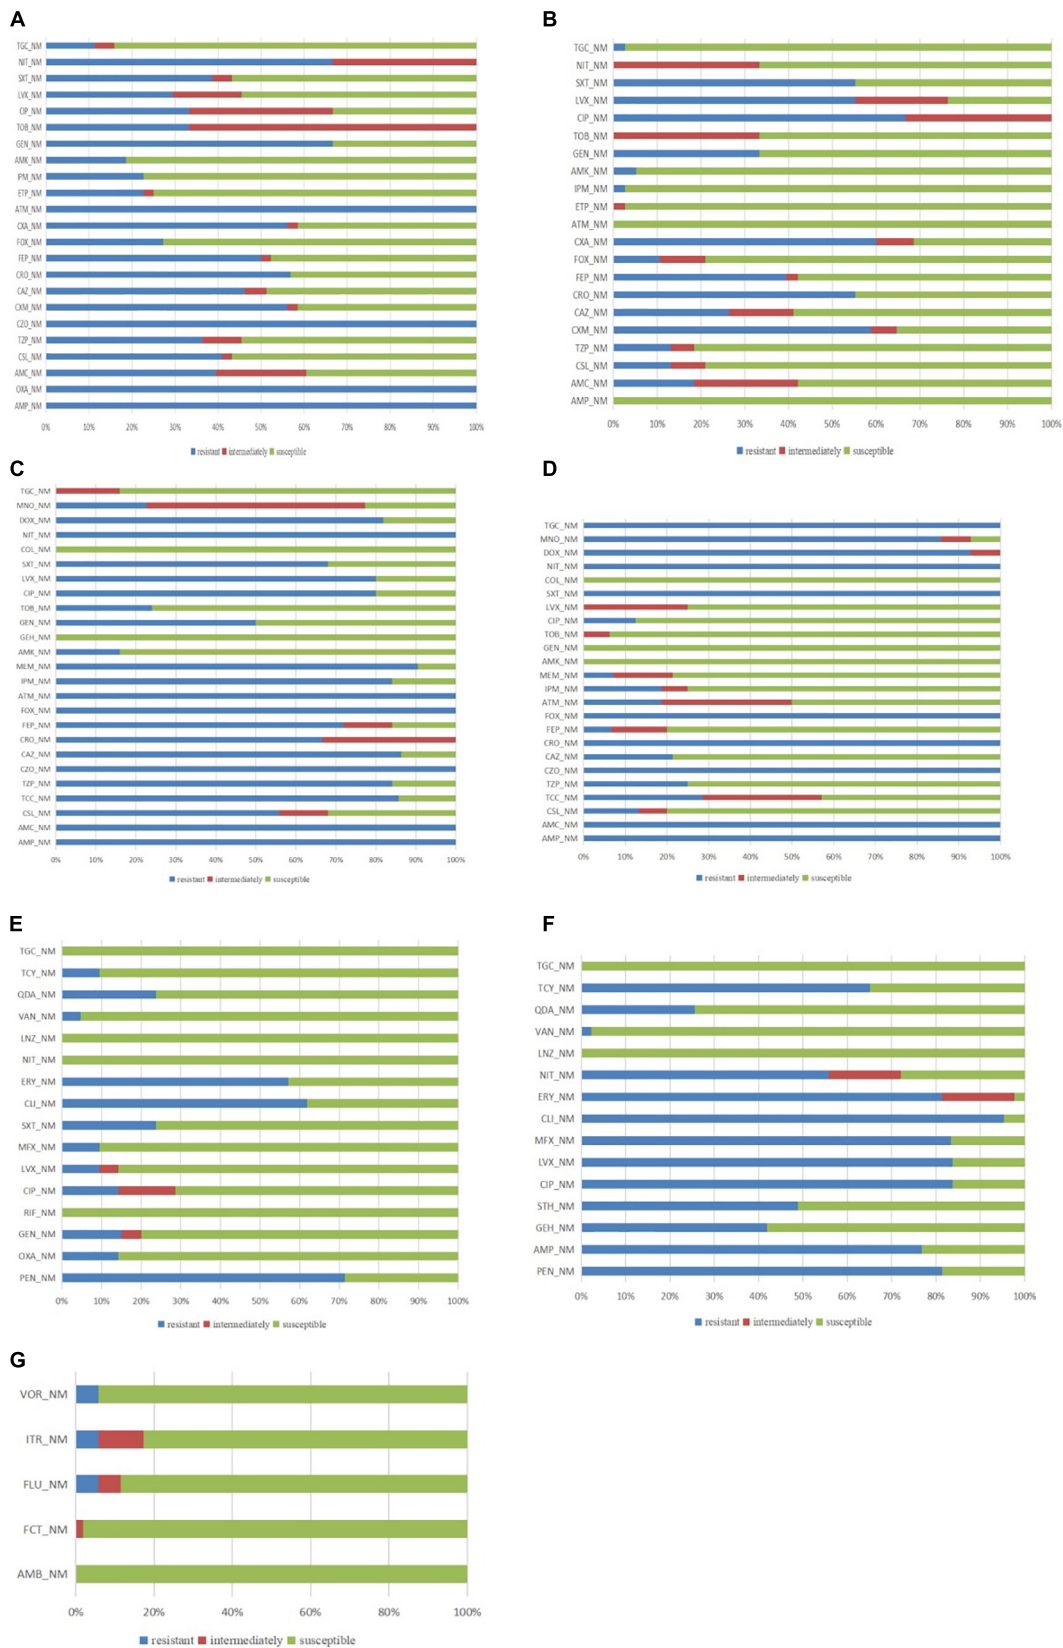 A
TGC_NM
NIT_NM
SXT_NM
LVX_NM
CIP_NM
TOB_NM
GEN_NM
AMK_NM
IPM_NM
ETP_NM
ATM_NM
CXA_NM
FOX_NM
FEP_NM
CRO_NM
CAZ_NM
CXM_NM
CZO_NM
TZP_NM
CSL_NM
AMC_NM
OXA_NM
AMP_NM
0% 10% 20% 30% 40% 50% 60% 70% 80% 90% 100%
resistant intermediately susceptible
B
TGC_NM
NIT_NM
SXT_NM
LVX_NM
CIP_NM
TOB_NM
GEN_NM
AMK_NM
IPM_NM
ETP_NM
ATM_NM
CXA_NM
FOX_NM
FEP_NM
CRO_NM
CAZ_NM
CXM_NM
TZP_NM
CSL_NM
AMC_NM
AMP_NM
0% 10% 20% 30% 40% 50% 60% 70% 80% 90% 100%
resistant intermediately susceptible
C
TGC_NM
MNO_NM
DOX_NM
NIT_NM
COL_NM
SXT_NM
LVX_NM
CIP_NM
TOB_NM
GEN_NM
GEH_NM
AMK_NM
MEM_NM
IPM_NM
ATM_NM
FOX_NM
FEP_NM
CRO_NM
CAZ_NM
CZO_NM
TZP_NM
TCC_NM
CSL_NM
AMC_NM
AMP_NM
0% 10% 20% 30% 40% 50% 60% 70% 80% 90% 100%
resistant intermediately susceptible
D
TGC_NM
MNO_NM
DOX_NM
NIT_NM
COL_NM
SXT_NM
LVX_NM
CIP_NM
TOB_NM
GEN_NM
AMK_NM
MEM_NM
IPM_NM
ATM_NM
FOX_NM
FEP_NM
CRO_NM
CAZ_NM
CZO_NM
TZP_NM
TCC_NM
CSL_NM
AMC_NM
AMP_NM
0% 10% 20% 30% 40% 50% 60% 70% 80% 90% 100%
resistant intermediately susceptible
E
TGC_NM
TCY_NM
QDA_NM
VAN_NM
LNZ_NM
NIT_NM
ERY_NM
CLI_NM
SXT_NM
MFX_NM
LVX_NM
CIP_NM
RIF_NM
GEN_NM
OXA_NM
PEN_NM
0% 10% 20% 30% 40% 50% 60% 70% 80% 90% 100%
resistant intermediately susceptible
F
TGC_NM
TCY_NM
QDA_NM
VAN_NM
LNZ_NM
NIT_NM
ERY_NM
CLI_NM
MFX_NM
LVX_NM
CIP_NM
STH_NM
GEH_NM
AMP_NM
PEN_NM
0% 10% 20% 30% 40% 50% 60% 70% 80% 90% 100%
resistant intermediately susceptible
G
VOR_NM
ITR_NM
FLU_NM
FCT_NM
AMB_NM
0% 20% 40% 60% 80% 100%
resistant intermediately susceptible